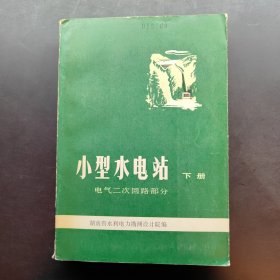 小型水电站 下册
电气二次回路部分
湖南省水利电力勘测设计院编